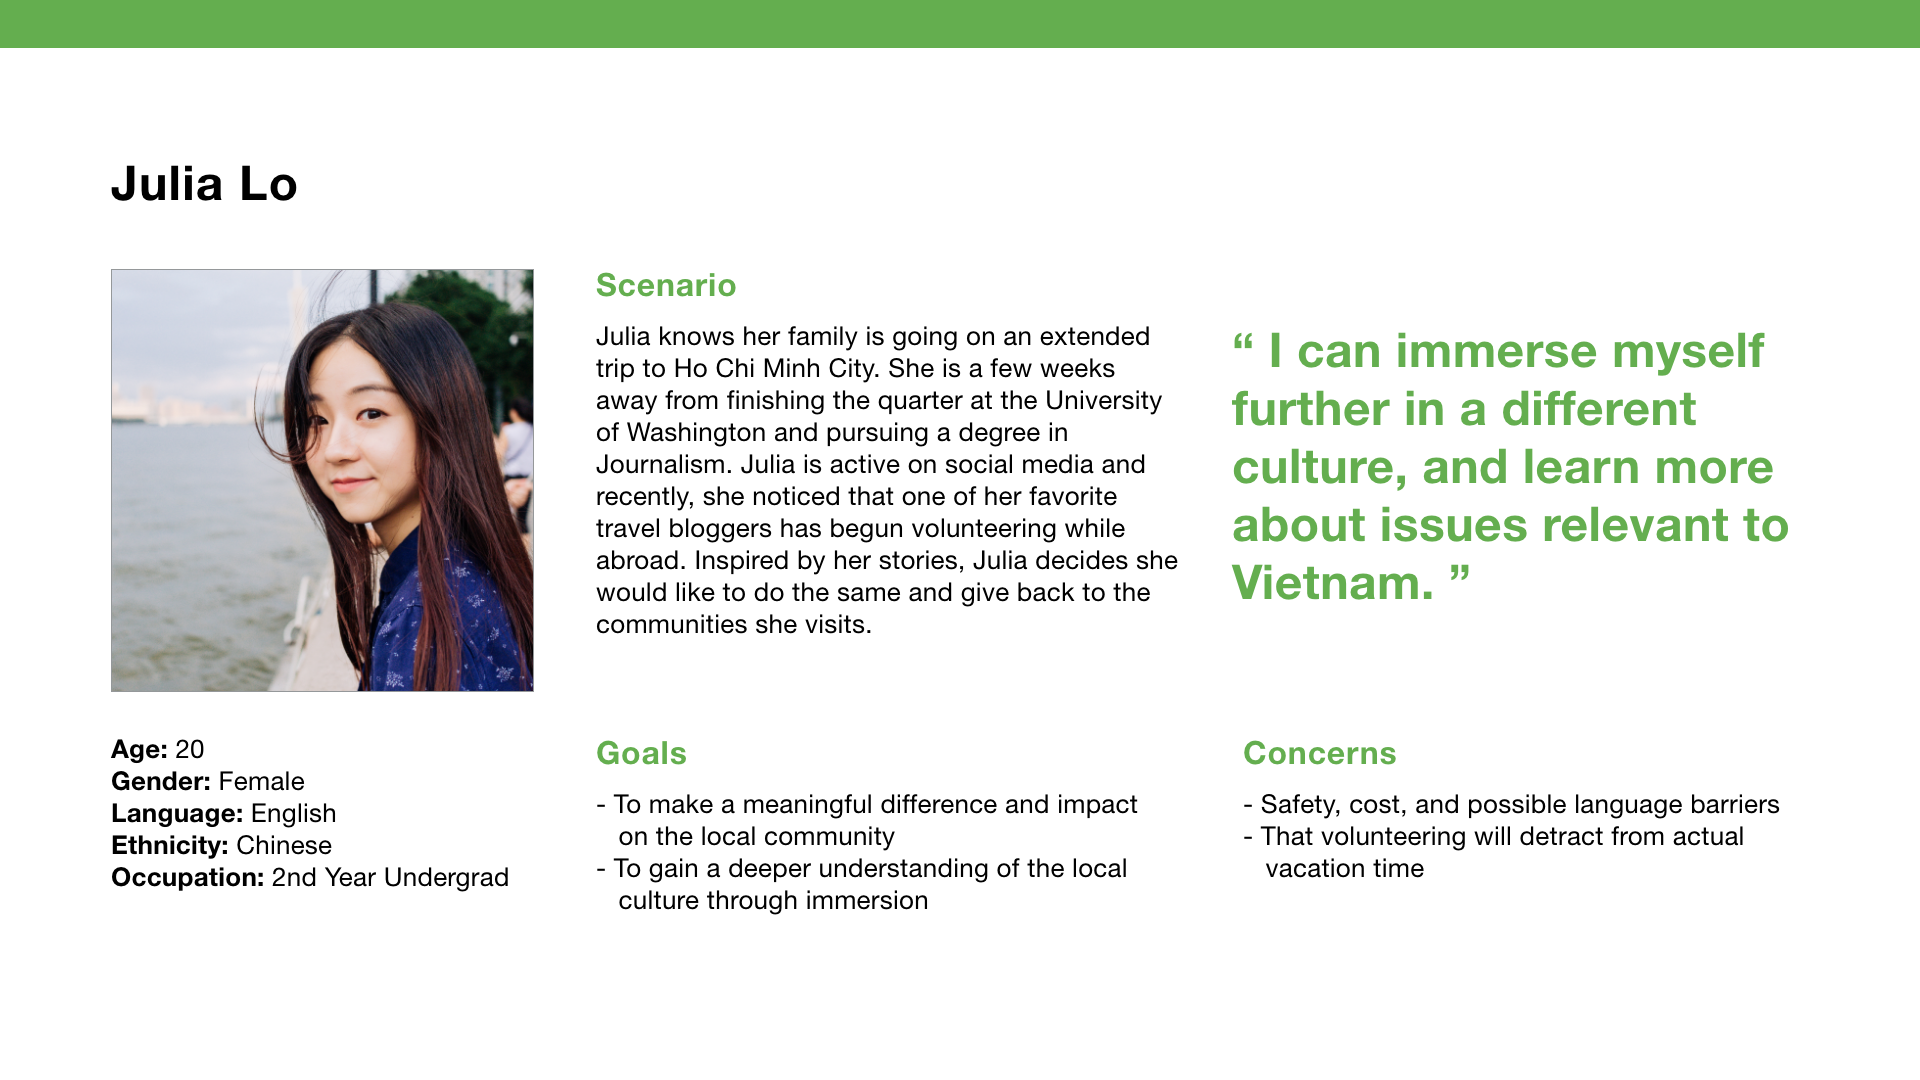 Julia Lo
Scenario
Julia knows her family is going on an extended
trip to Ho Chi Minh City. She is a few weeks
away from finishing the quarter at the University
of Washington and pursuing a degree in
Journalism. Julia is active on social media and
recently, she noticed that one of her favorite
travel bloggers has begun volunteering while
abroad. Inspired by her stories, Julia decides she
would like to do the same and give back to the
communities she visits.
“ I can immerse myself
further in a different
culture, and learn more
about issues relevant to
Vietnam. ”
Age: 20
Gender: Female
Language: English
Ethnicity: Chinese
Occupation: 2nd Year Undergrad
Goals
- To make a meaningful difference and impact
on the local community
- To gain a deeper understanding of the local
culture through immersion
Concerns
- Safety, cost, and possible language barriers
- That volunteering will detract from actual
vacation time